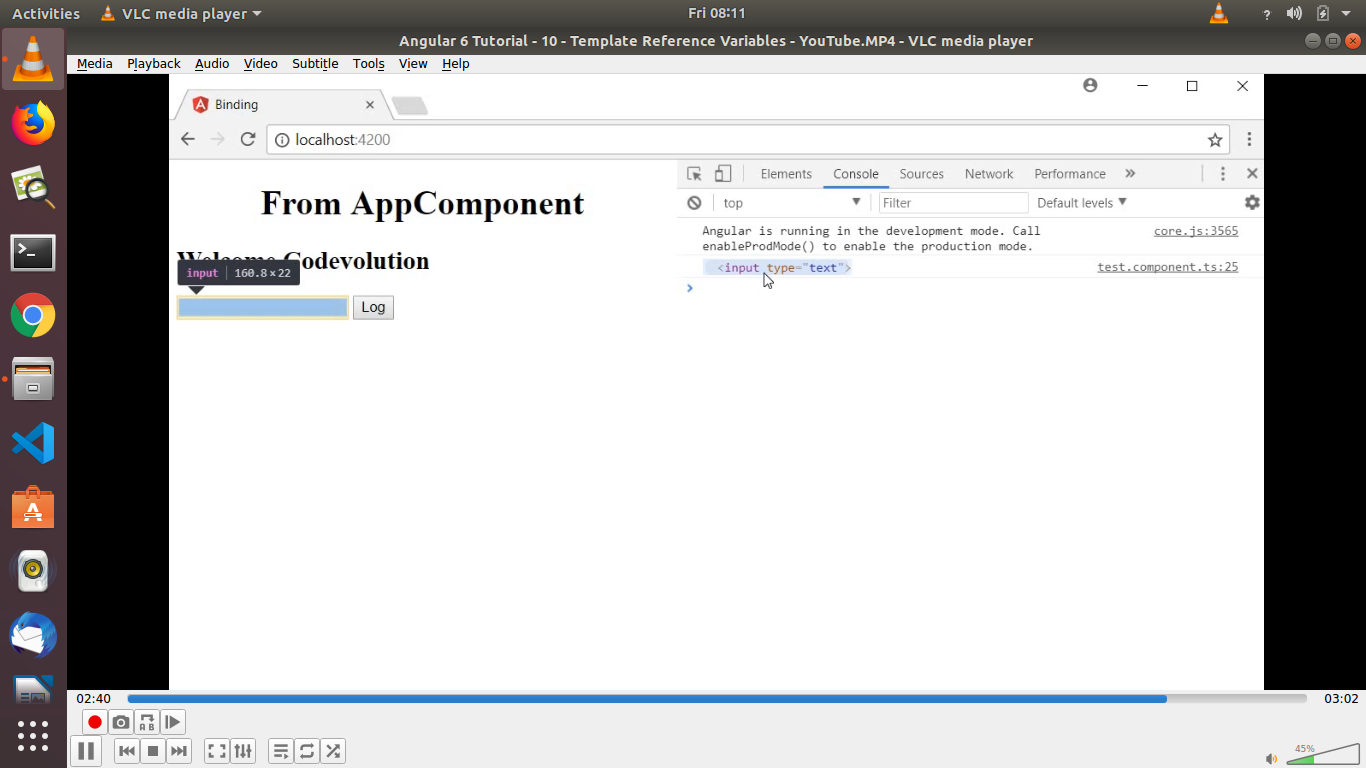 Activities VLC media player Fri 08:11
Angular 6 Tutorial - 10 - Template Reference Variables - YouTube.MP4 - VLC media player
Media Playback Audio Video Subtitle Tools View Help
Binding
localhost:4200
Elements Console Sources Network Performance »
top Filter Default levels
From AppComponent
Angular is running in the development mode. Call core.js:3565
enableProdMode() to enable the production mode.
Welcome Codevolution
<input type="text"> test.component.ts:25
input 160.8×22
Log
02:40 03:02
45%